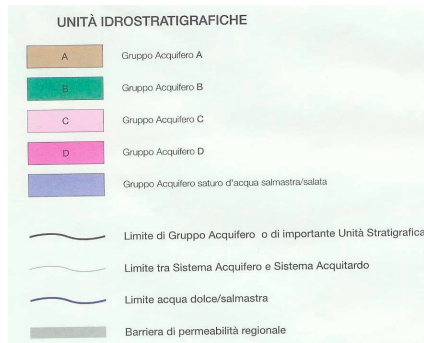 UNITÀ IDROSTRATIGRAFICHE
A Gruppo Acquifero A
B Gruppo Acquifero B
C Gruppo Acquifero C
D Gruppo Acquifero D
Gruppo Acquifero saturo d'acqua salmastra/salata
Limite di Gruppo Acquifero o di importante Unità Stratigrafica
Limite tra Sistema Acquifero e Sistema Acquitardo
Limite acqua dolce/salmastra
Barriera di permeabilità regionale